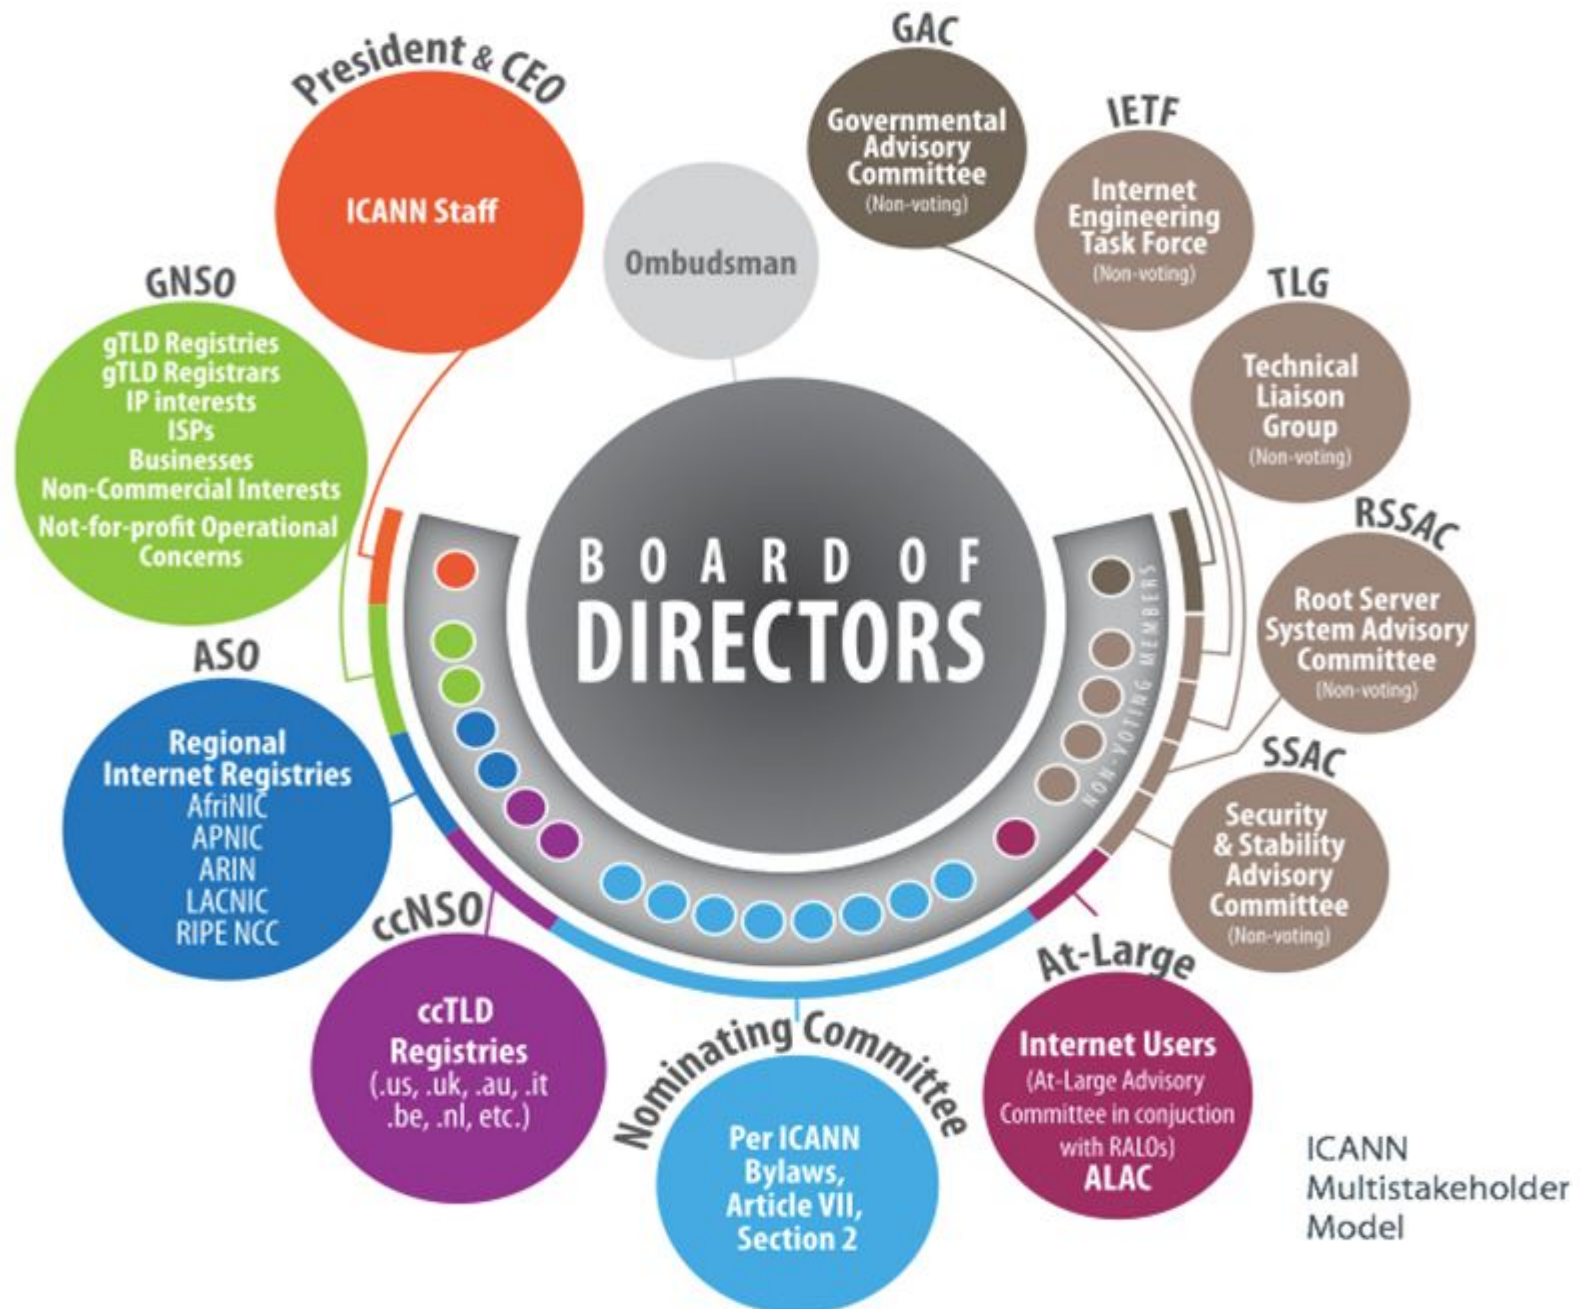 President & CEO
ICANN Staff
Ombudsman
GAC
Governmental
Advisory
Committee
(Non-voting)
IETF
Internet
Engineering
Task Force
(Non-voting)
TLG
Technical
Liaison
Group
(Non-voting)
RSSAC
Root Server
System Advisory
Committee
(Non-voting)
SSAC
Security
& Stability
Advisory
Committee
(Non-voting)
GNSO
gTLD Registries
gTLD Registrars
IP interests
ISPs
Businesses
Non-Commercial Interests
Not-for-profit Operational
Concerns
BOARD OF
DIRECTORS
NON-VOTING MEMBERS
ASO
Regional
Internet Registries
AfriNIC
APNIC
ARIN
LACNIC
RIPE NCC
ccNSO
ccTLD
Registries
(.us, .uk, .au, .it
.be, .nl, etc.)
Nominating Committee
Per ICANN
Bylaws,
Article VII,
Section 2
At-Large
Internet Users
(At-Large Advisory
Committee in conjuction
with RALOs)
ALAC
ICANN
Multistakeholder
Model